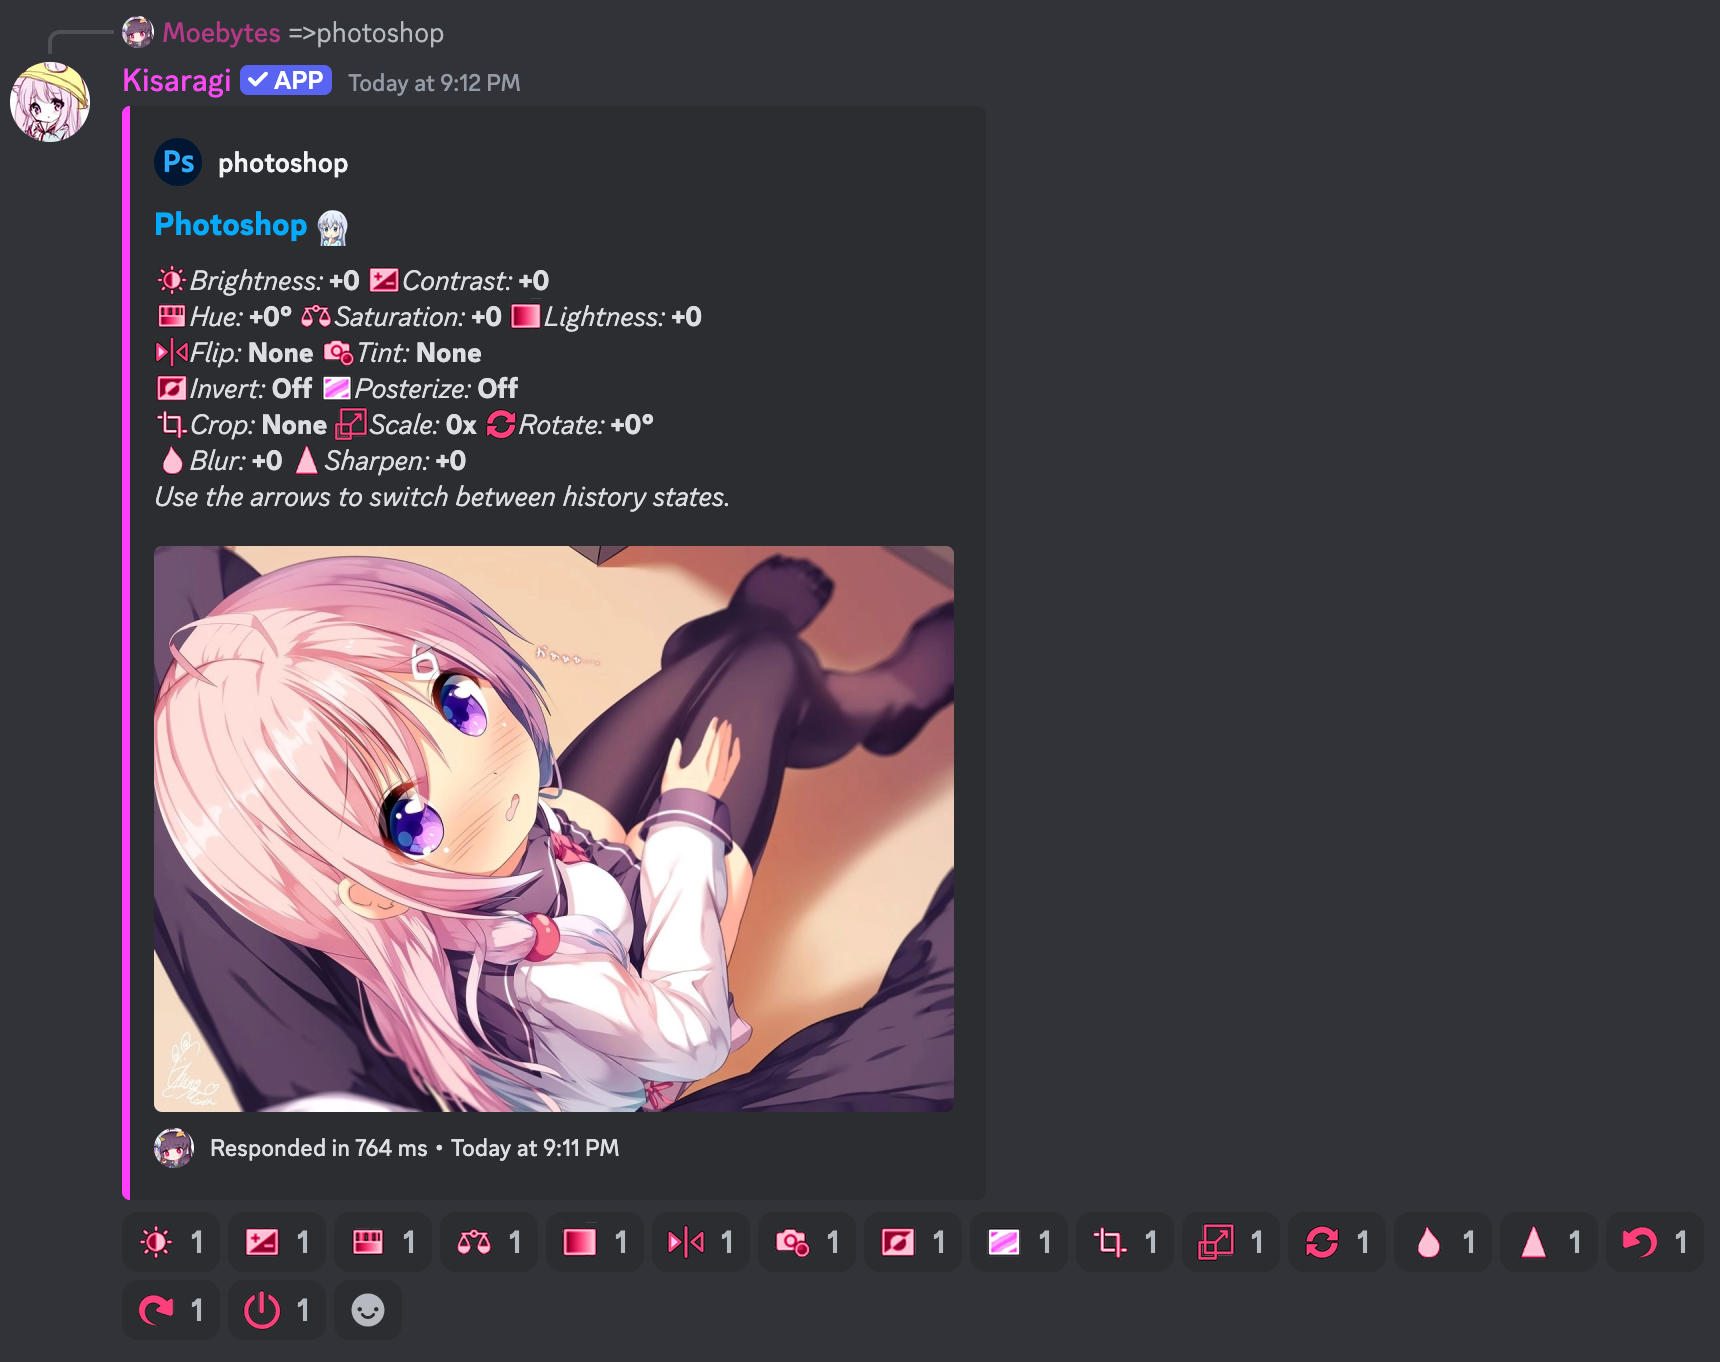 Moebytes =>photoshop
Kisaragi APP Today at 9:12 PM
Ps photoshop
Photoshop
Brightness: +0 Contrast: +0
Hue: +0° Saturation: +0 Lightness: +0
Flip: None Tint: None
Invert: Off Posterize: Off
Crop: None Scale: 0x Rotate: +0°
Blur: +0 Sharpen: +0
Use the arrows to switch between history states.
Responded in 764 ms • Today at 9:11 PM
1 1 1 1 1 1 1 1 1 1 1 1 1 1 1
1 1